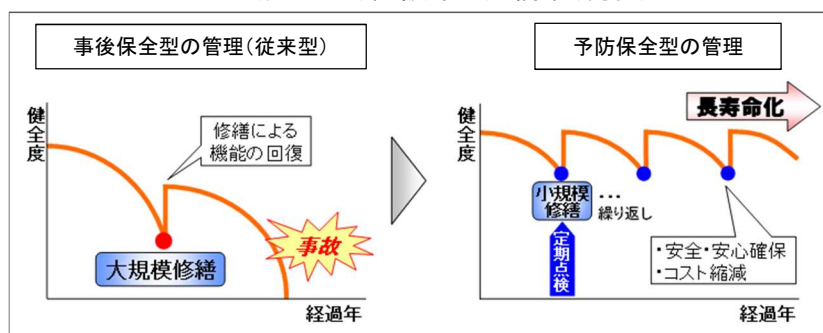 事後保全型の管理（従来型）
健全度
修繕による
機能の回復
大規模修繕
事故
経過年
予防保全型の管理
長寿命化
健全度
小規模
修繕
…
繰り返し
定期点検
・安全・安心確保
・コスト縮減
経過年